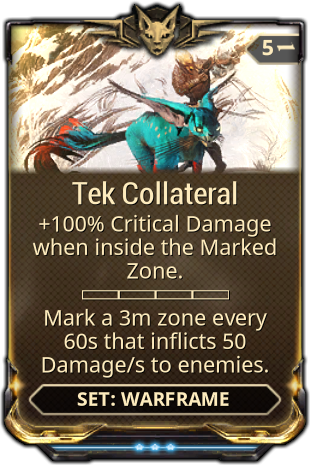 5
Tek Collateral
+100% Critical Damage
when inside the Marked
Zone.
Mark a 3m zone every
60s that inflicts 50
Damage/s to enemies.
SET: WARFRAME